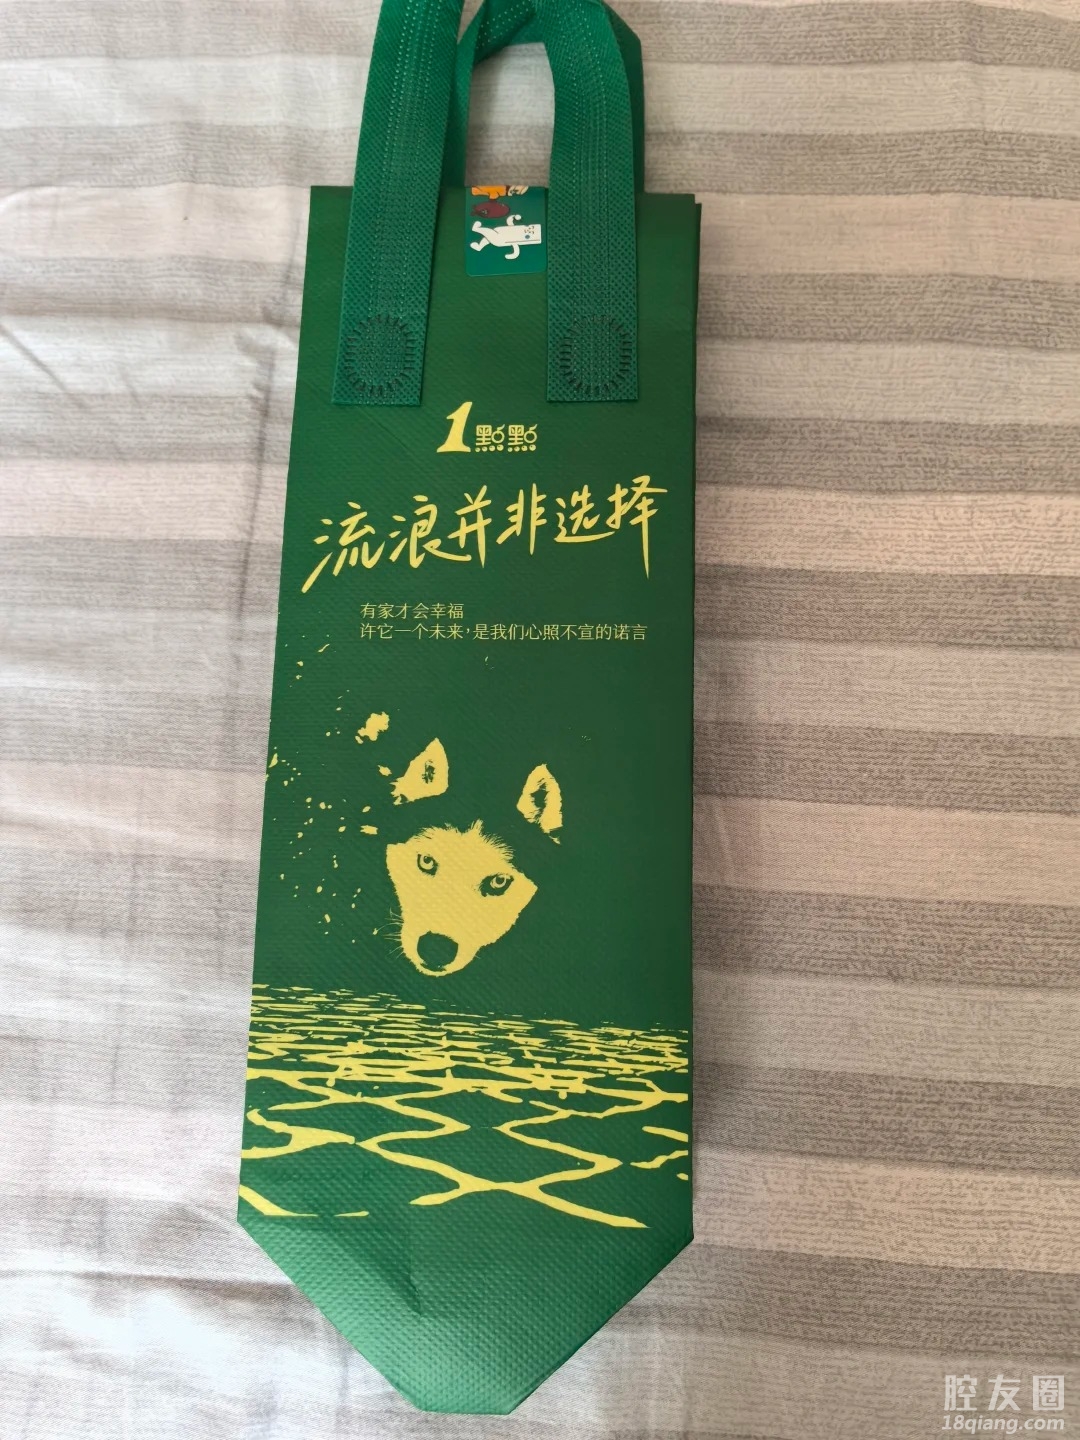 1點點
流浪并非选择
有家才会幸福
许它一个未来，是我们心照不宣的诺言
腔友圈
18qiang.com